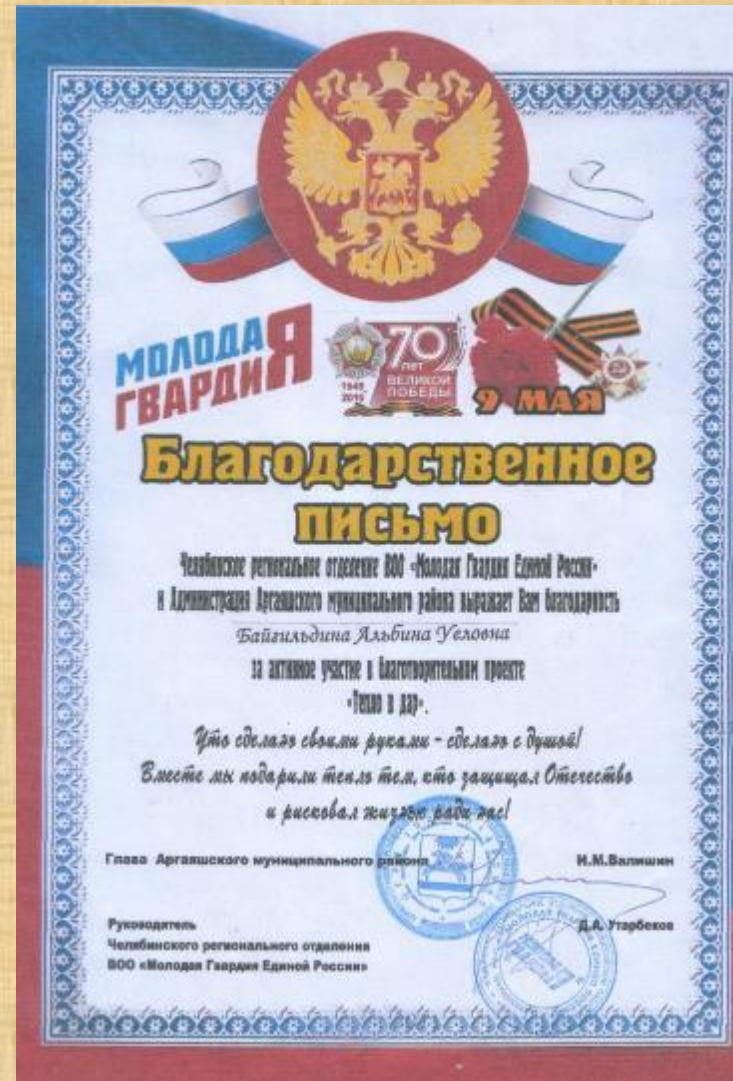 МОЛОДАЯ
ГВАРДИЯ
1945
2015
70
ЛЕТ
ВЕЛИКОЙ
ПОБЕДЫ
9 МАЯ
Благодарственное
письмо
Челябинское региональное отделение ВОО «Молодая Гвардия Единой России»
и Администрация Аргаяшского муниципального района выражает Вам благодарность
Байгильдина Альбина Уеловна
за активное участие в благотворительном проекте
«Тепло в дар».
Что сделано своими руками - сделано с душой!
Вместе мы подарили тепло тем, кто защищал Отечество
и рисковал жизнью ради нас!
Глава Аргаяшского муниципального района
И.М.Валишин
Руководитель
Челябинского регионального отделения
ВОО «Молодая Гвардия Единой России»
Д.А. Утарбеков